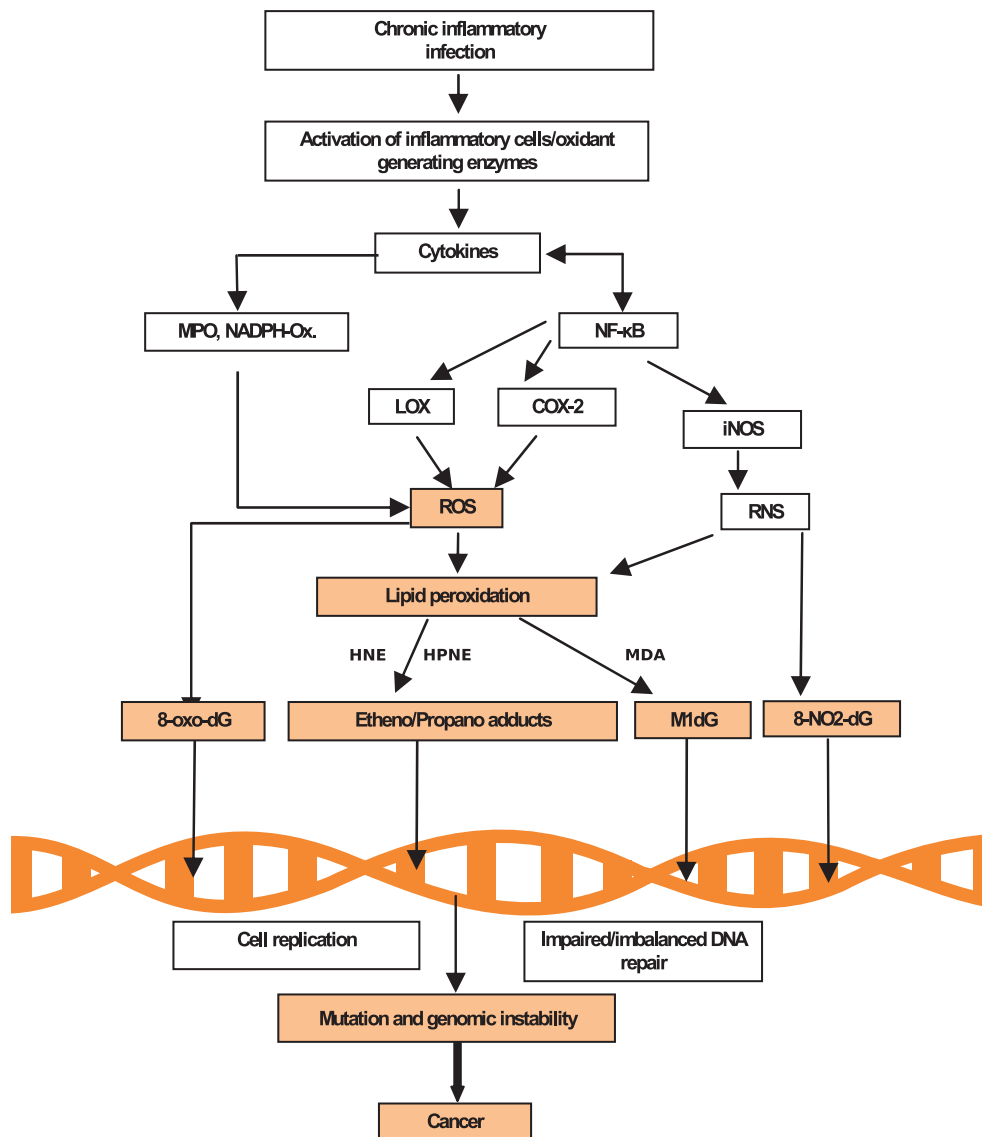 Chronic inflammatory
infection
Activation of inflammatory cells/oxidant
generating enzymes
Cytokines
MPO, NADPH-Ox.
NF-κB
LOX
COX-2
iNOS
ROS
RNS
Lipid peroxidation
HNE
HPNE
MDA
8-oxo-dG
Etheno/Propano adducts
M1dG
8-NO2-dG
Cell replication
Impaired/imbalanced DNA
repair
Mutation and genomic instability
Cancer